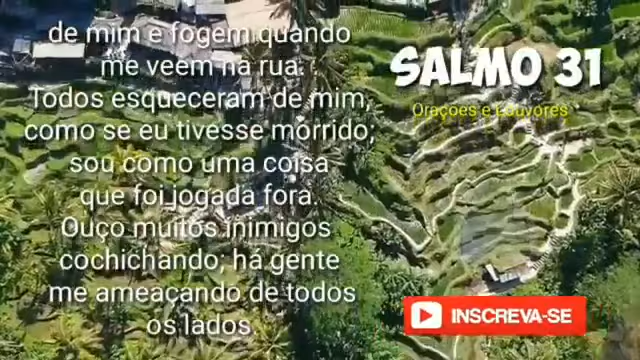 de mim e fogem quando
me veem na rua.
Todos esqueceram de mim,
como se eu tivesse morrido;
sou como uma coisa
que foi jogada fora.
Ouço muitos inimigos
cochichando; há gente
me ameaçando de todos
os lados.
SALMO 31
Orações e Louvores
INSCREVA-SE